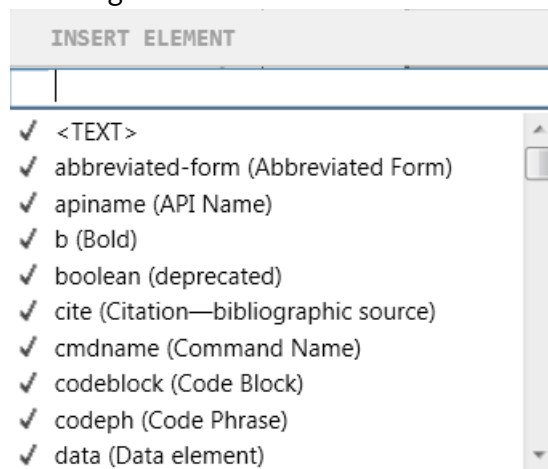 INSERT ELEMENT
<TEXT>
abbreviated-form (Abbreviated Form)
apiname (API Name)
b (Bold)
boolean (deprecated)
cite (Citation—bibliographic source)
cmdname (Command Name)
codeblock (Code Block)
codeph (Code Phrase)
data (Data element)